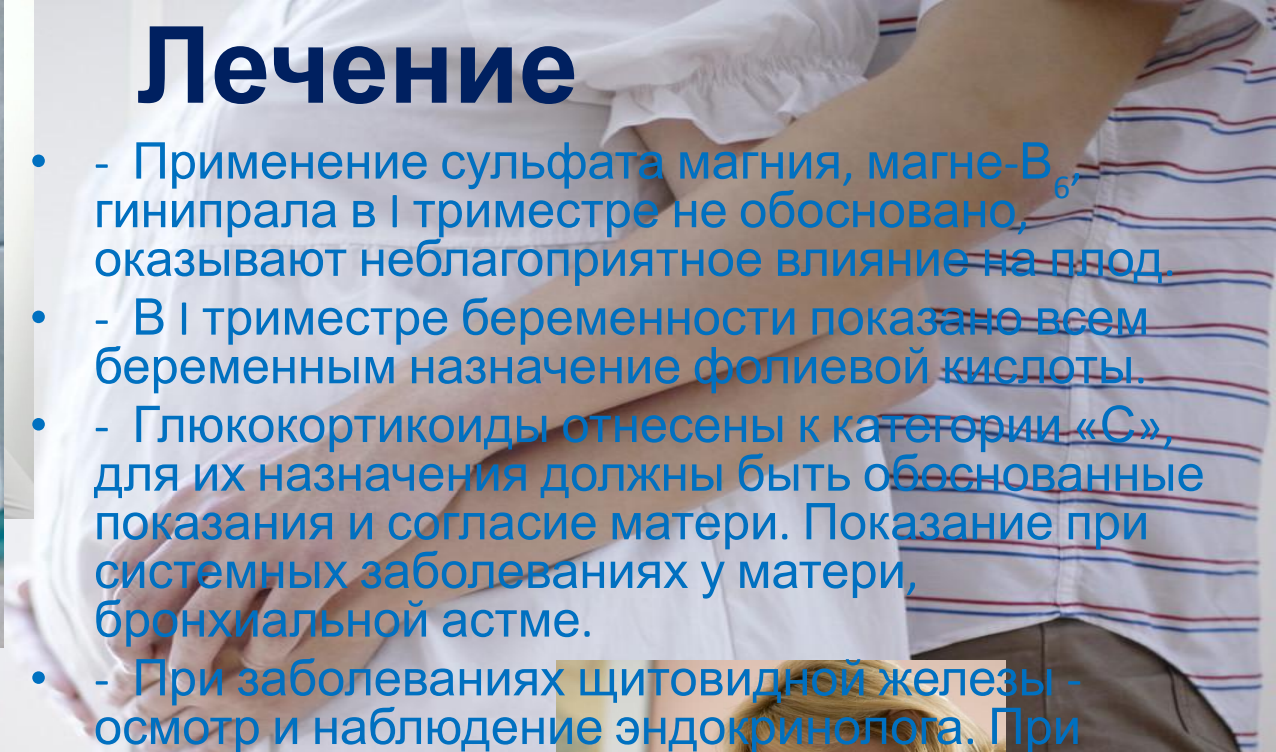 Лечение
• - Применение сульфата магния, магне-В6,
гинипрала в I триместре не обосновано,
оказывают неблагоприятное влияние на плод.
• - В I триместре беременности показано всем
беременным назначение фолиевой кислоты.
• - Глюкокортикоиды отнесены к категории «С»,
для их назначения должны быть обоснованные
показания и согласие матери. Показание при
системных заболеваниях у матери,
бронхиальной астме.
• - При заболеваниях щитовидной железы -
осмотр и наблюдение эндокринолога. При